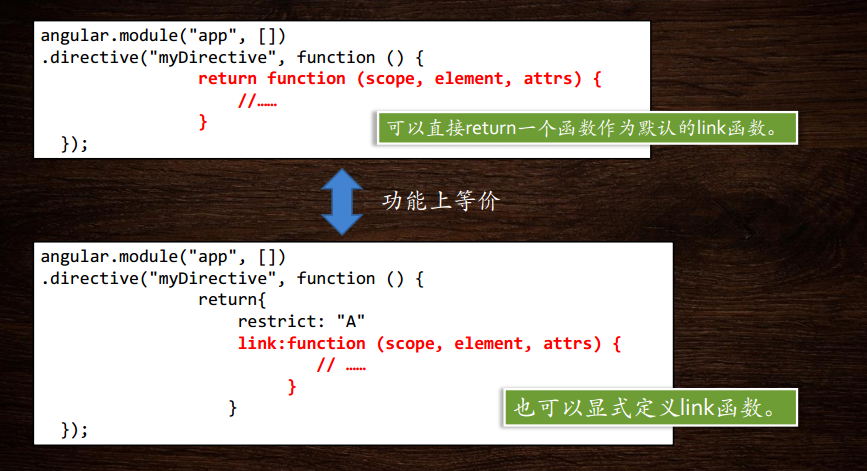 angular.module("app", [])
.directive("myDirective", function () {
return function (scope, element, attrs) {
//……
}
可以直接return一个函数作为默认的link函数。
});
功能上等价
angular.module("app", [])
.directive("myDirective", function () {
return{
restrict: "A"
link:function (scope, element, attrs) {
// ……
}
}
也可以显式定义link函数。
});